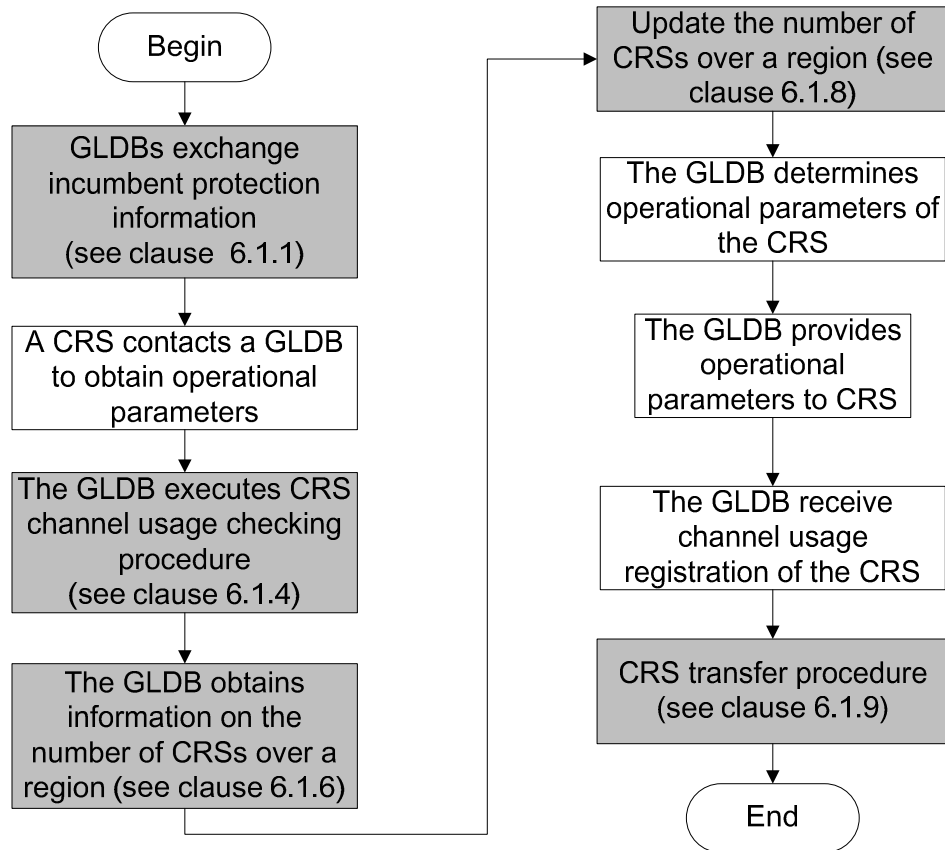 Begin
GLDBs exchange
incumbent protection
information
(see clause 6.1.1)
A CRS contacts a GLDB
to obtain operational
parameters
The GLDB executes CRS
channel usage checking
procedure
(see clause 6.1.4)
The GLDB obtains
information on the
number of CRSs over a
region (see clause 6.1.6)
Update the number of
CRSs over a region (see
clause 6.1.8)
The GLDB determines
operational parameters of
the CRS
The GLDB provides
operational
parameters to CRS
The GLDB receive
channel usage
registration of the CRS
CRS transfer procedure
(see clause 6.1.9)
End